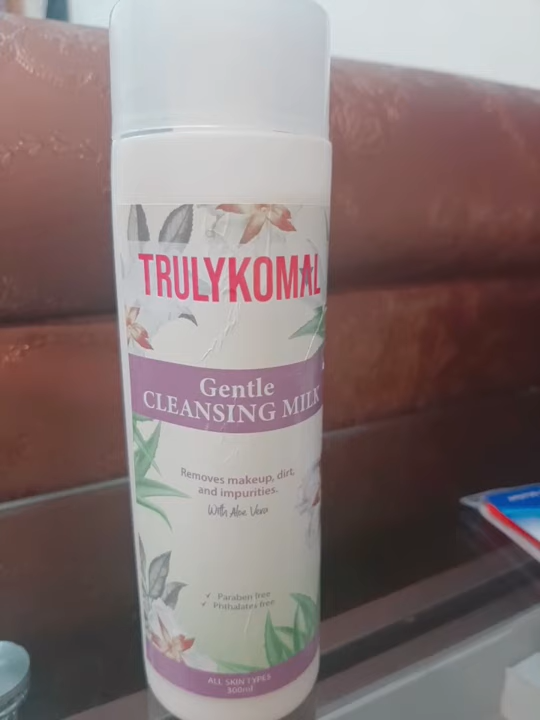 TRULYKOMAL
Gentle
CLEANSING MILK
Removes makeup, dirt,
and impurities.
With Aloe Vera
✓ Paraben free
✓ Phthalates free
ALL SKIN TYPES
300ml